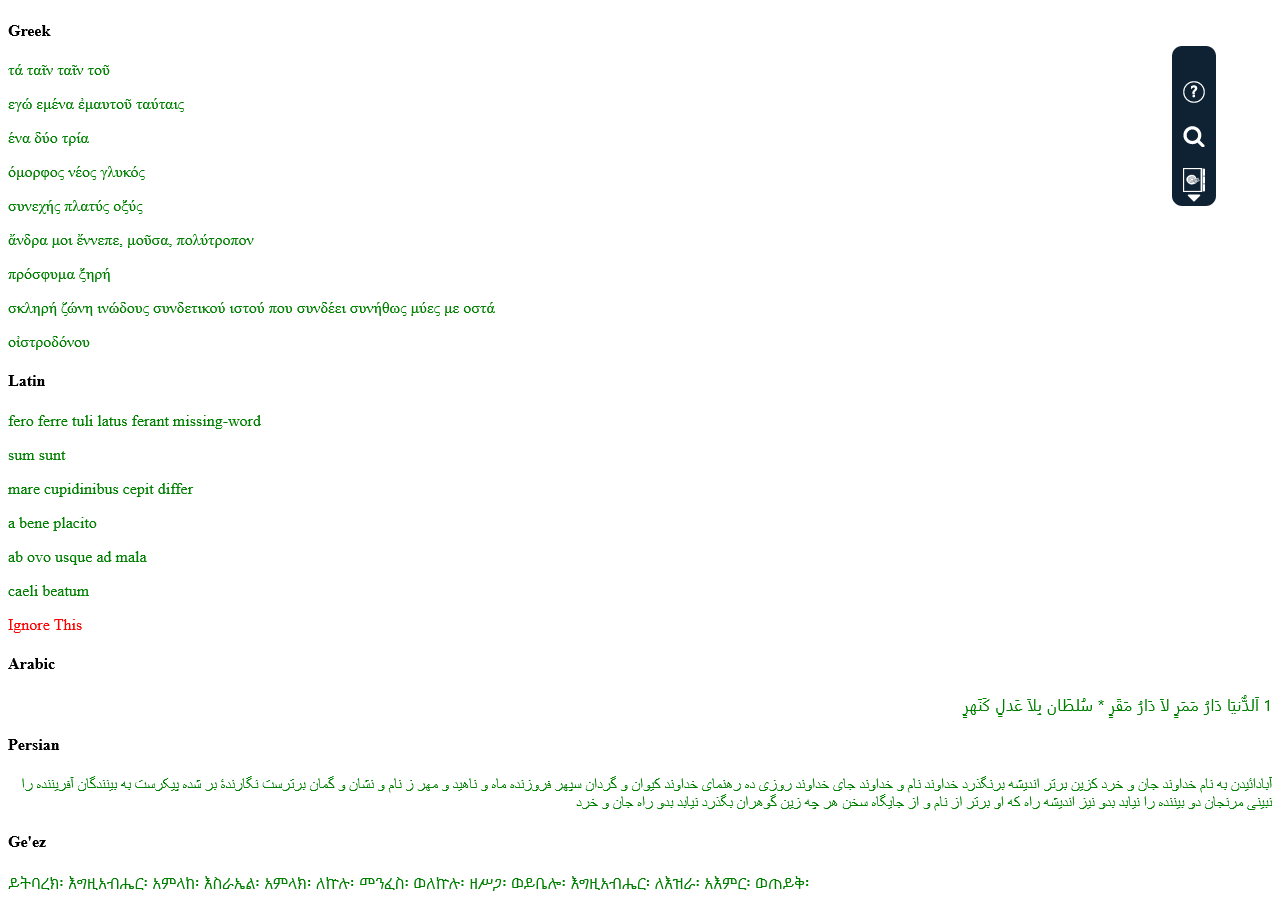 Greek
τά ταῖν ταῖν τοῦ
εγώ εμένα ἐμαυτοῦ ταύταις
ένα δύο τρία
όμορφος νέος γλυκός
συνεχής πλατύς οξύς
ἄνδρα μοι ἔννεπε, μοῦσα, πολύτροπον
πρόσφυμα ξηρή
σκληρή ζώνη ινώδους συνδετικού ιστού που συνδέει συνήθως μύες με οστά
οἰστροδόνου
Latin
fero ferre tuli latus ferant missing-word
sum sunt
mare cupidinibus cepit differ
a bene placito
ab ovo usque ad mala
caeli beatum
Ignore This
Arabic
1 اَلدُّنيَا دَارُ مَمَرٍ لاَ دَارُ مَقَرٍ * سُلطَان بِلاَ عَدلٍ كَنَهرٍ
Persian
آبادائیدن به نام خداوند جان و خرد کزین برتر اندیشه برنگذرد خداوند نام و خداوند جای خداوند روزی ده رهنمای خداوند کیوان و گردان سپهر فروزنده ماه و ناهید و مهر ز نام و نشان و گمان برترست نگارندهٔ بر شده پیکرست به بینندگان آفریننده را
نبینی مرنجان دو بیننده را نیابد بدو نیز اندیشه راه که او برتر از نام و از جایگاه سخن هر چه زین گوهران بگذرد نیابد بدو راه جان و خرد
Ge'ez
ይትባረክ፡ እግዚአብሔር፡ አምላከ፡ እስራኤል፡ አምላክ፡ ለኵሉ፡ መንፈስ፡ ወለኵሉ፡ ዘሥጋ፡ ወይቤሎ፡ እግዚአብሔር፡ ለእዝራ፡ አእምር፡ ወጠይቅ፡